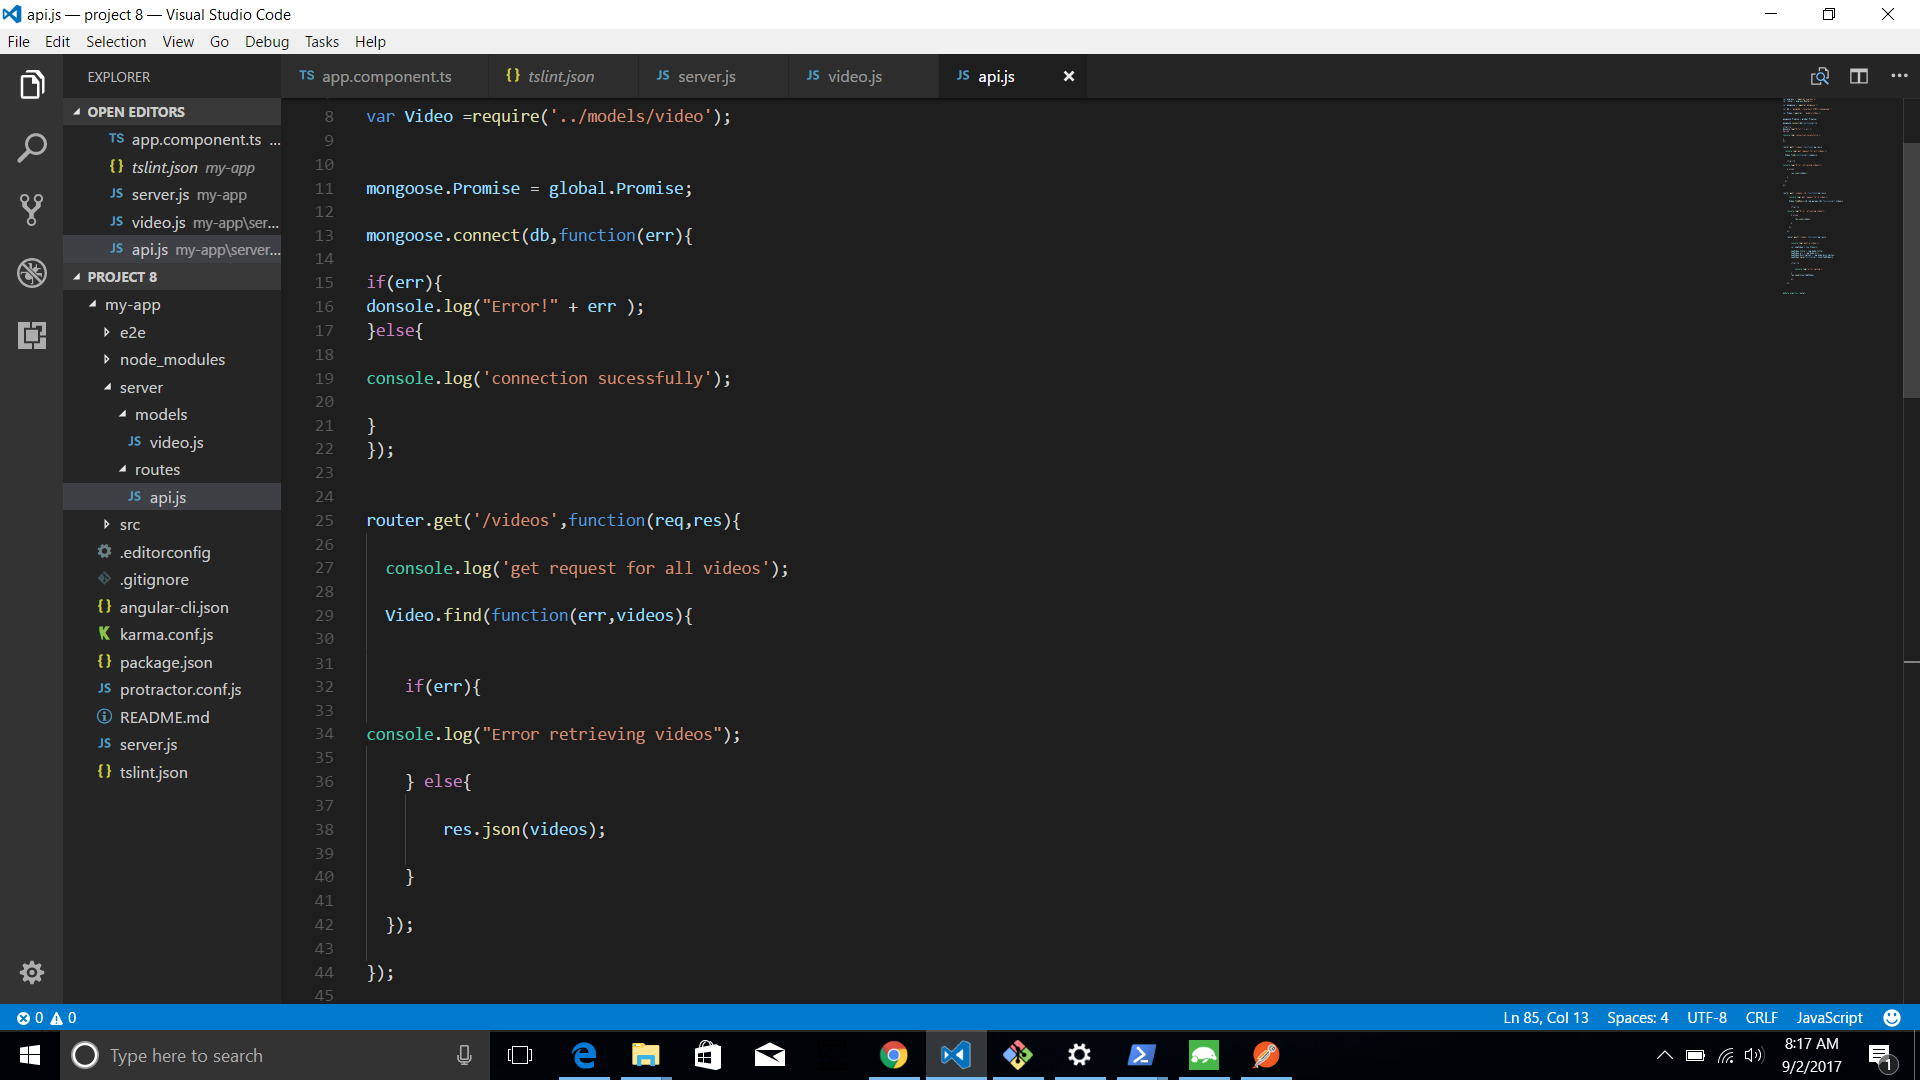 api.js — project 8 — Visual Studio Code
File Edit Selection View Go Debug Tasks Help
EXPLORER
OPEN EDITORS
TS app.component.ts ...
{} tslint.json my-app
JS server.js my-app
JS video.js my-app\ser...
JS api.js my-app\server...
PROJECT 8
my-app
e2e
node_modules
server
models
JS video.js
routes
JS api.js
src
.editorconfig
.gitignore
{} angular-cli.json
K karma.conf.js
{} package.json
JS protractor.conf.js
README.md
JS server.js
{} tslint.json
TS app.component.ts {} tslint.json JS server.js JS video.js JS api.js
8 var Video =require('../models/video');
9
10
11 mongoose.Promise = global.Promise;
12
13 mongoose.connect(db,function(err){
14
15 if(err){
16 donsole.log("Error!" + err );
17 }else{
18
19 console.log('connection sucessfully');
20
21 }
22 });
23
24
25 router.get('/videos',function(req,res){
26
27 console.log('get request for all videos');
28
29 Video.find(function(err,videos){
30
31
32 if(err){
33
34 console.log("Error retrieving videos");
35
36 } else{
37
38 res.json(videos);
39
40 }
41
42 });
43
44 });
45
0 0 Ln 85, Col 13 Spaces: 4 UTF-8 CRLF JavaScript
Type here to search
8:17 AM
9/2/2017
1